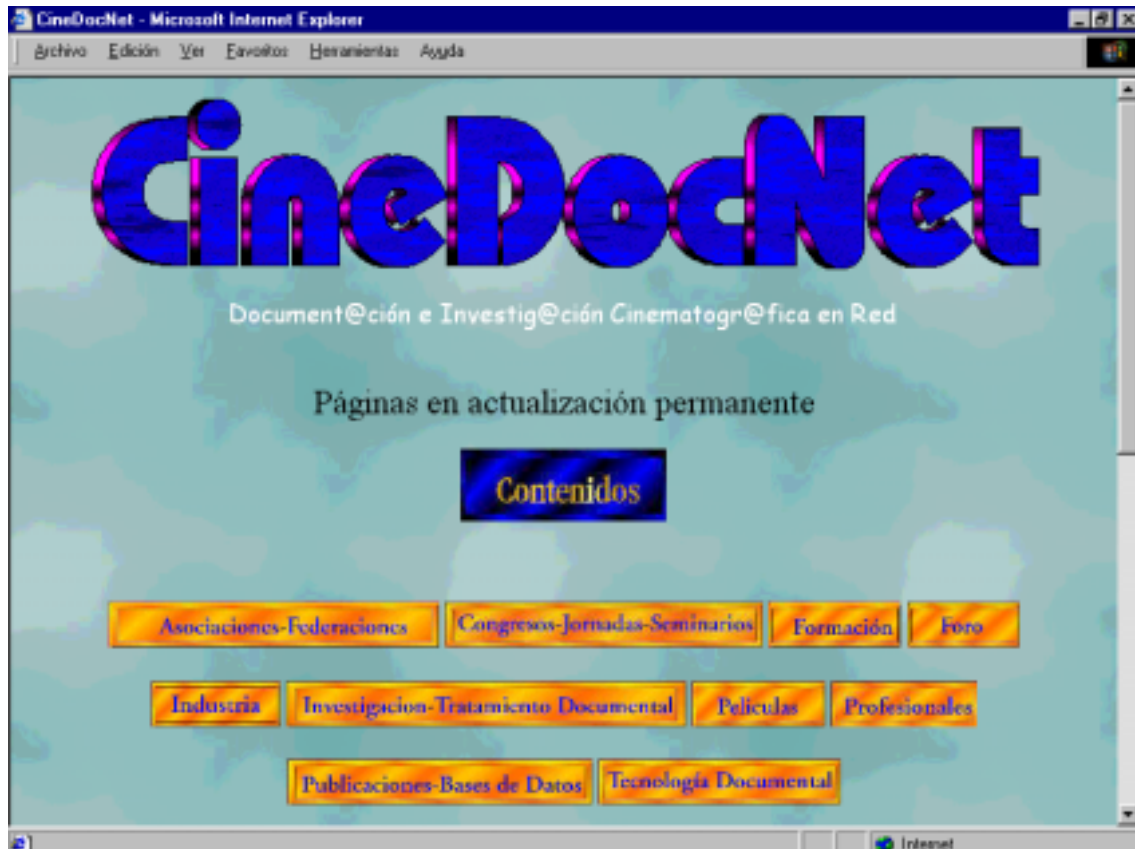 CineDocNet - Microsoft Internet Explorer
Archivo Edición Ver Favoritos Herramientas Ayuda
CineDocNet
Document@ción e Investig@ción Cinematogr@fica en Red
Páginas en actualización permanente
Contenidos
Asociaciones-Federaciones Congresos-Jornadas-Seminarios Formación Foro
Industria Investigacion-Tratamiento Documental Peliculas Profesionales
Publicaciones-Bases de Datos Tecnología Documental
Internet